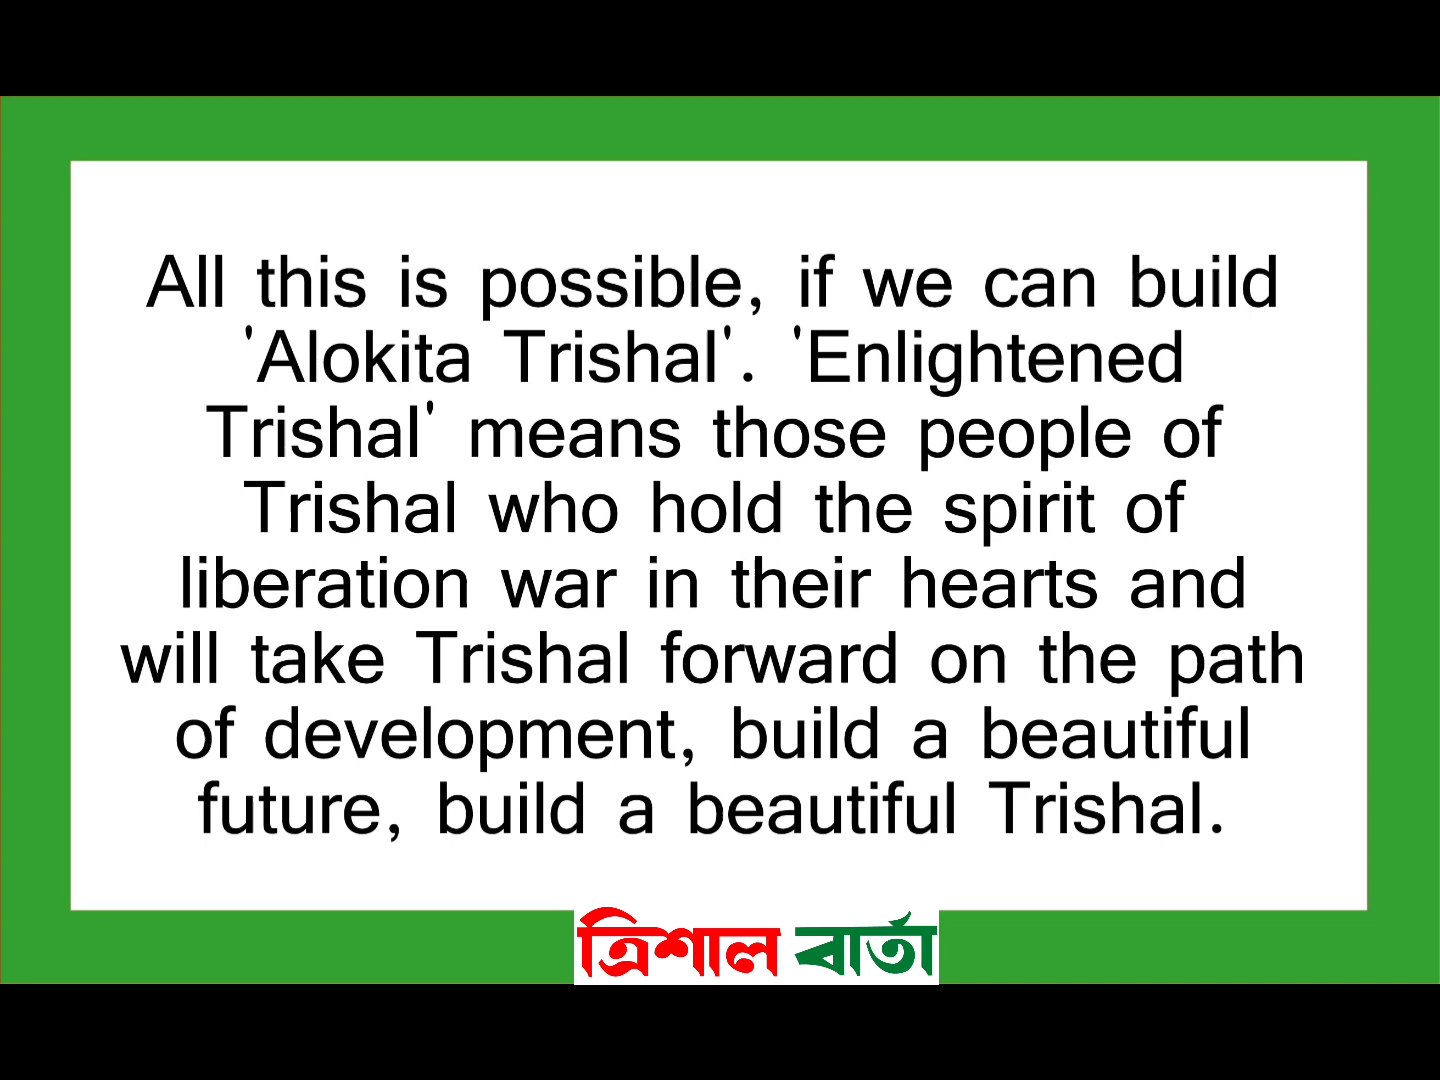 All this is possible, if we can build
'Alokita Trishal'. 'Enlightened
Trishal' means those people of
Trishal who hold the spirit of
liberation war in their hearts and
will take Trishal forward on the path
of development, build a beautiful
future, build a beautiful Trishal.
ত্রিশাল বার্তা